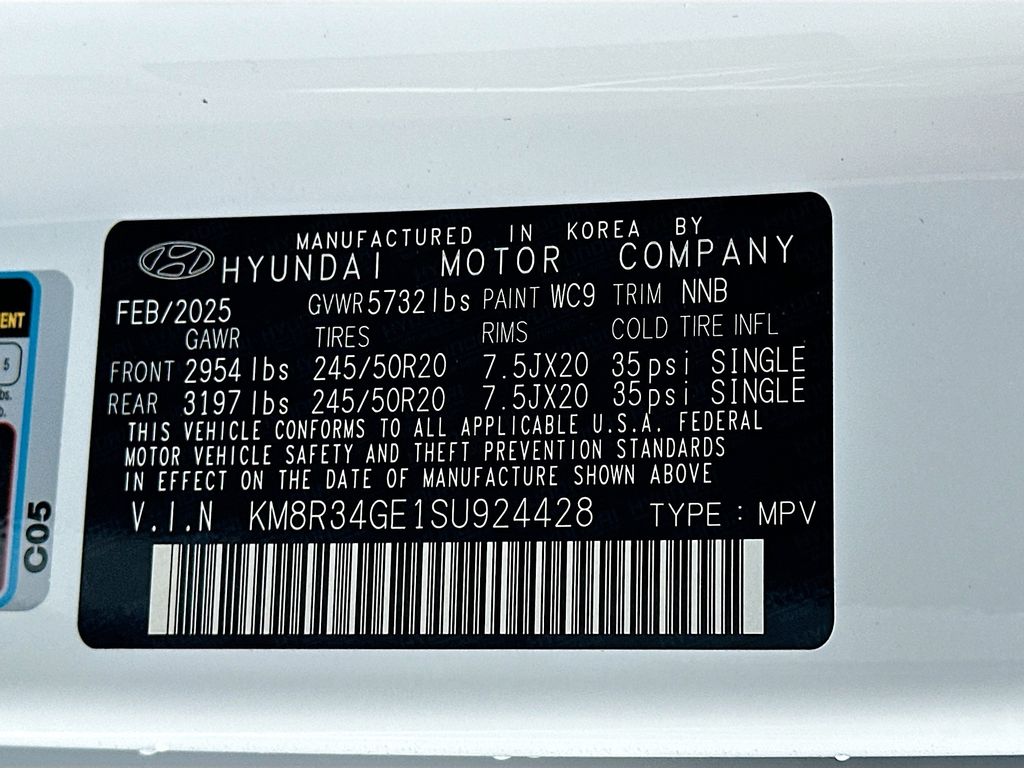 MANUFACTURED IN KOREA BY
HYUNDAI MOTOR COMPANY
FEB/2025 GVWR 5732 lbs PAINT WC9 TRIM NNB
GAWR TIRES RIMS COLD TIRE INFL
FRONT 2954 lbs 245/50R20 7.5JX20 35psi SINGLE
REAR 3197 lbs 245/50R20 7.5JX20 35psi SINGLE
THIS VEHICLE CONFORMS TO ALL APPLICABLE U.S.A. FEDERAL
MOTOR VEHICLE SAFETY AND THEFT PREVENTION STANDARDS
IN EFFECT ON THE DATE OF MANUFACTURE SHOWN ABOVE
V.I.N KM8R34GE1SU924428 TYPE : MPV
5
C05